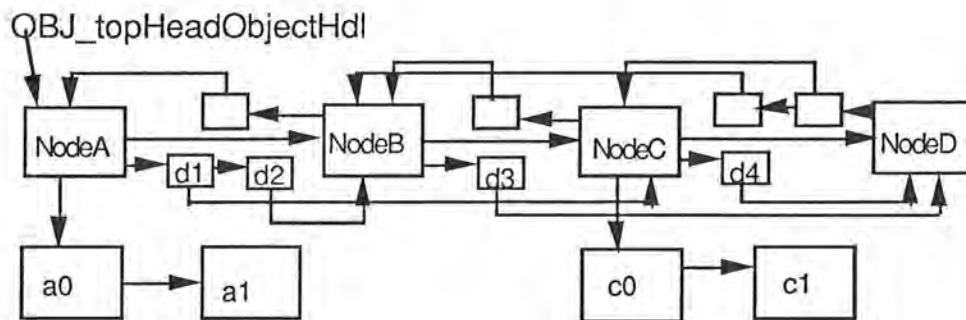 OBJ_topHeadObjectHdl
NodeA
NodeB
NodeC
NodeD
d1
d2
d3
d4
a0
a1
c0
c1